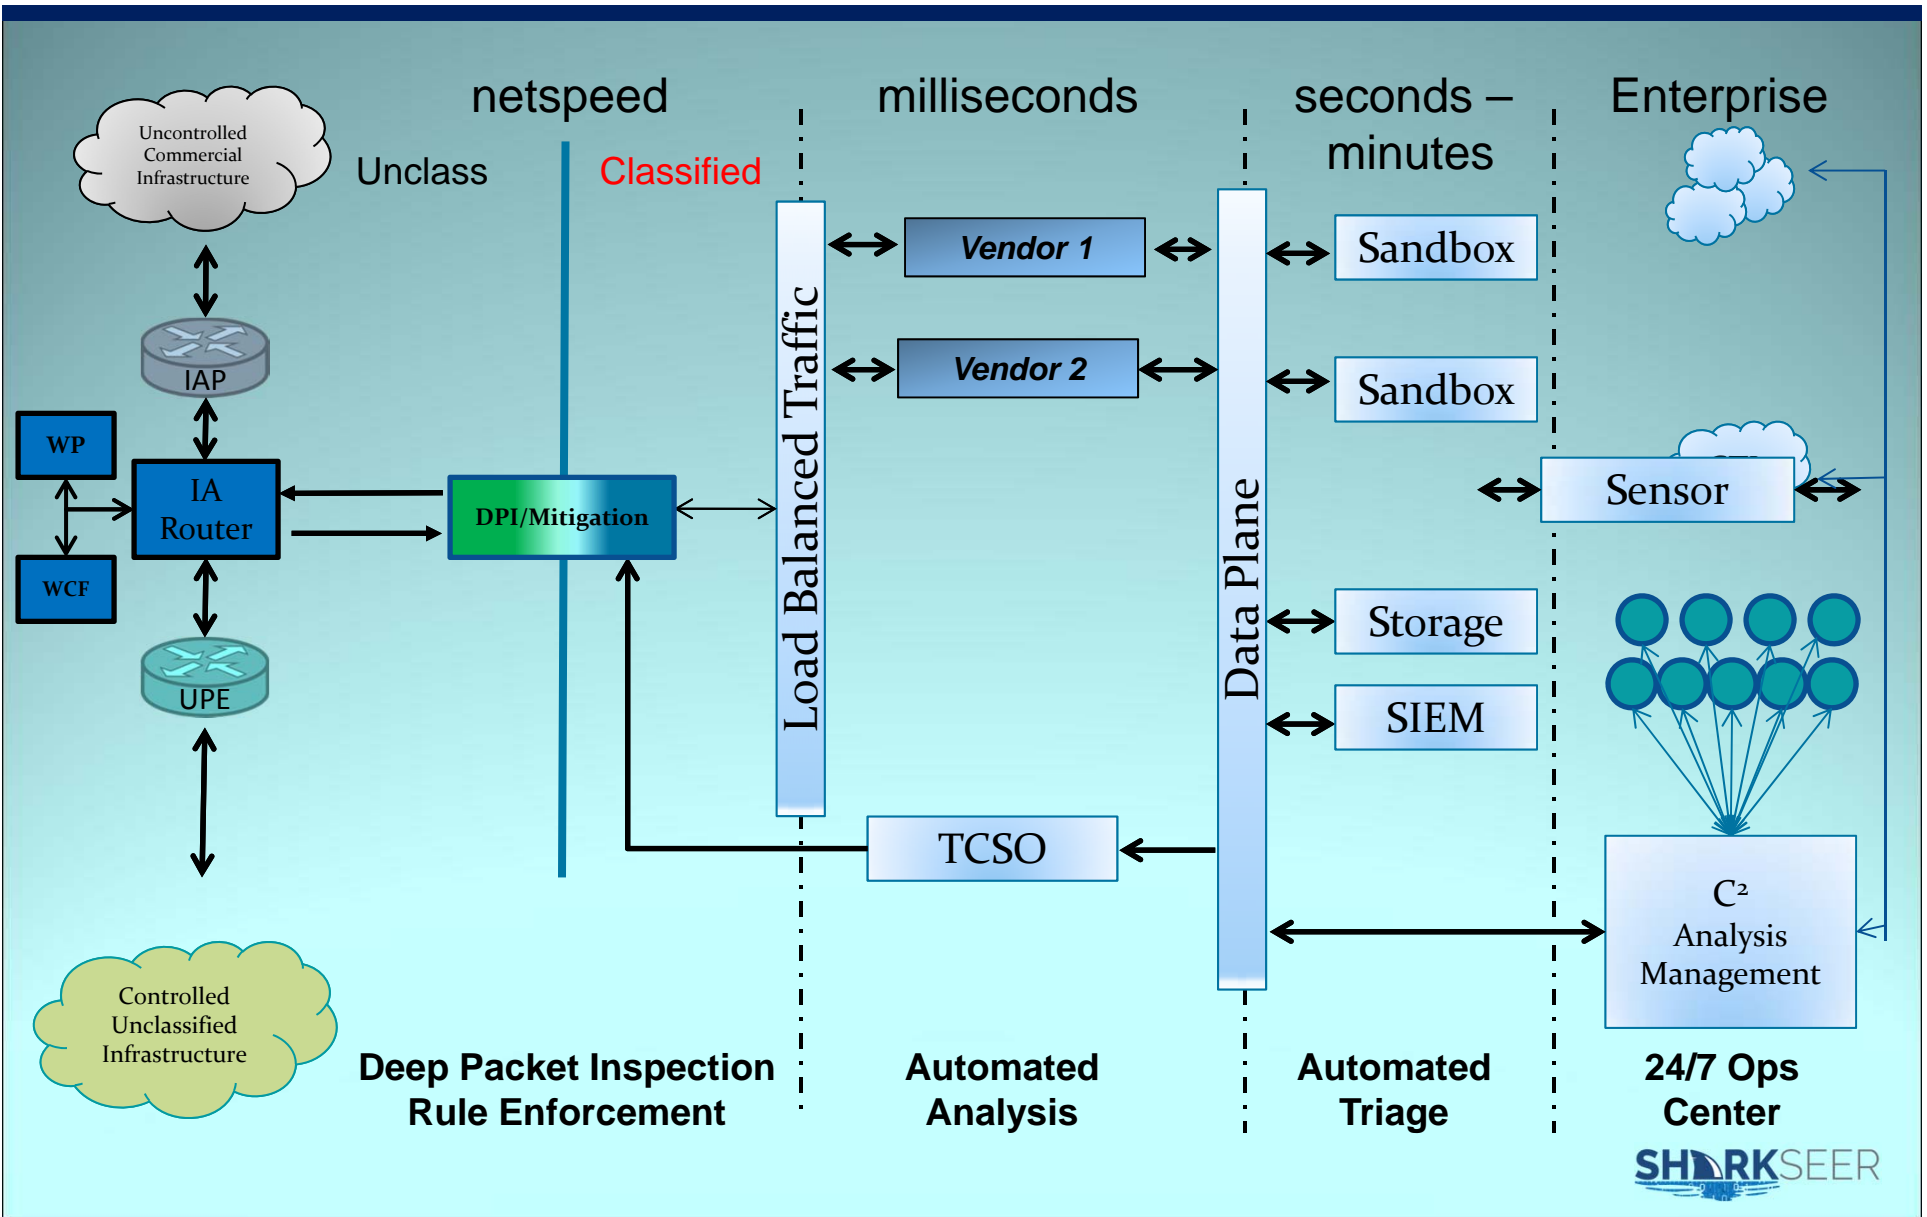 netspeed
milliseconds
seconds –
minutes
Enterprise
Unclass
Classified
Uncontrolled
Commercial
Infrastructure
IAP
WP
IA
Router
WCF
UPE
Controlled
Unclassified
Infrastructure
DPI/Mitigation
Load Balanced Traffic
Vendor 1
Vendor 2
TCSO
Data Plane
Sandbox
Sandbox
Sensor
Storage
SIEM
C²
Analysis
Management
Deep Packet Inspection
Rule Enforcement
Automated
Analysis
Automated
Triage
24/7 Ops
Center
SHARKSEER